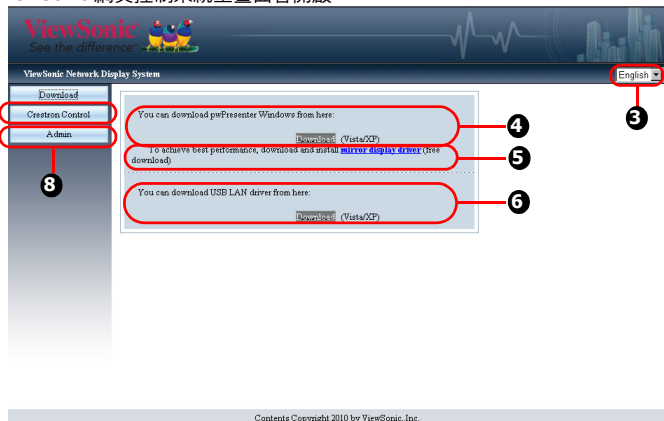 ViewSonic
See the difference™
ViewSonic Network Display System
English
3
Download
Crestron Control
Admin
8
You can download pwPresenter Windows from here:
Download (Vista/XP)
4
To achieve best performance, download and install mirror display driver (free
download)
5
You can download USB LAN driver from here:
Download (Vista/XP)
6
Contents Copyright 2010 by ViewSonic, Inc.